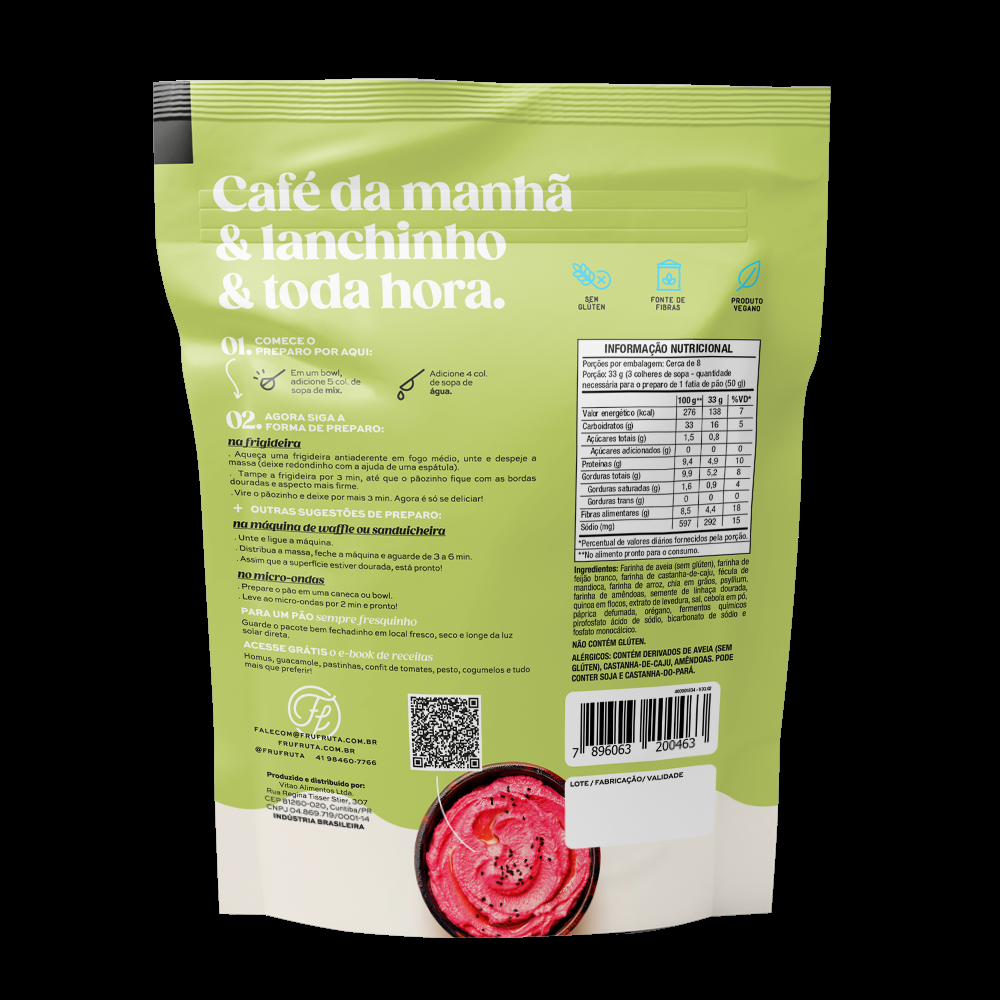 Café da manhã
& lanchinho
& toda hora.
SEM
GLÚTEN
FONTE DE
FIBRAS
PRODUTO
VEGANO
01. COMECE O
PREPARO POR AQUI:
Em um bowl,
adicione 5 col. de
sopa de mix.
Adicione 4 col.
de sopa de
água.
02. AGORA SIGA A
FORMA DE PREPARO:
na frigideira
. Aqueça uma frigideira antiaderente em fogo médio, unte e despeje a
massa (deixe redondinho com a ajuda de uma espátula).
. Tampe a frigideira por 3 min, até que o pãozinho fique com as bordas
douradas e aspecto mais firme.
. Vire o pãozinho e deixe por mais 3 min. Agora é só se deliciar!
+ OUTRAS SUGESTÕES DE PREPARO:
na máquina de waffle ou sanduicheira
. Unte e ligue a máquina.
. Distribua a massa, feche a máquina e aguarde de 3 a 6 min.
. Assim que a superfície estiver dourada, está pronto!
no micro-ondas
. Prepare o pão em uma caneca ou bowl.
. Leve ao micro-ondas por 2 min e pronto!
PARA UM PÃO sempre fresquinho
Guarde o pacote bem fechadinho em local fresco, seco e longe da luz
solar direta.
ACESSE GRÁTIS o e-book de receitas
Homus, guacamole, pastinhas, confit de tomates, pesto, cogumelos e tudo
mais que preferir!
FALECOM@FRUFRUTA.COM.BR
FRUFRUTA.COM.BR
@FRUFRUTA 41 98460-7766
Produzido e distribuído por:
Vitao Alimentos Ltda.
Rua Regina Tisser Stier, 307
CEP 81260-020, Curitiba/PR
CNPJ 04.869.719/0001-14
INDÚSTRIA BRASILEIRA
INFORMAÇÃO NUTRICIONAL
Porções por embalagem: Cerca de 8
Porção: 33 g (3 colheres de sopa - quantidade
necessária para o preparo de 1 fatia de pão (50 g))
100 g** 33 g %VD*
Valor energético (kcal) 276 138 7
Carboidratos (g) 33 16 5
Açúcares totais (g) 1,5 0,8
Açúcares adicionados (g) 0 0 0
Proteínas (g) 9,4 4,9 10
Gorduras totais (g) 9,9 5,2 8
Gorduras saturadas (g) 1,6 0,9 4
Gorduras trans (g) 0 0 0
Fibras alimentares (g) 8,5 4,4 18
Sódio (mg) 597 292 15
*Percentual de valores diários fornecidos pela porção.
**No alimento pronto para o consumo.
Ingredientes: Farinha de aveia (sem glúten), farinha de
feijão branco, farinha de castanha-de-caju, fécula de
mandioca, farinha de arroz, chia em grãos, psyllium,
farinha de amêndoas, semente de linhaça dourada,
quinoa em flocos, extrato de levedura, sal, cebola em pó,
páprica defumada, orégano, fermentos químicos
pirofosfato ácido de sódio, bicarbonato de sódio e
fosfato monocálcico.
NÃO CONTÉM GLÚTEN.
ALÉRGICOS: CONTÉM DERIVADOS DE AVEIA (SEM
GLÚTEN), CASTANHA-DE-CAJU, AMÊNDOAS. PODE
CONTER SOJA E CASTANHA-DO-PARÁ.
7 896063 200463
LOTE / FABRICAÇÃO/ VALIDADE